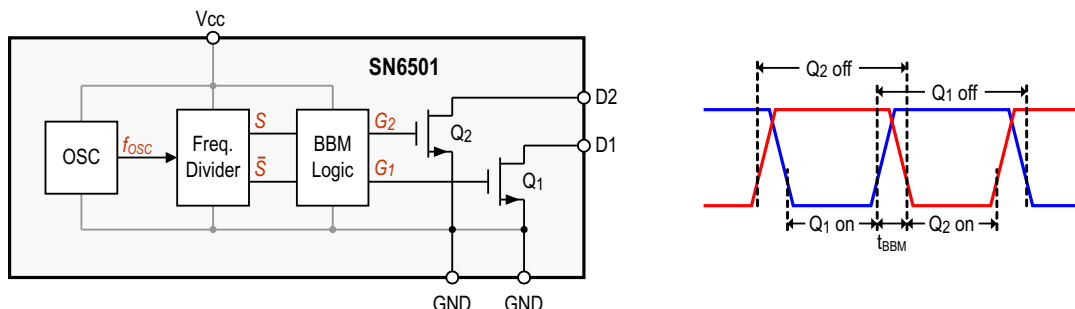 Vcc
SN6501
OSC
fOSC
Freq.
Divider
S
S̄
BBM
Logic
G2
G1
Q2
Q1
D2
D1
GND
GND
Q2 off
Q1 off
Q1 on
tBBM
Q2 on